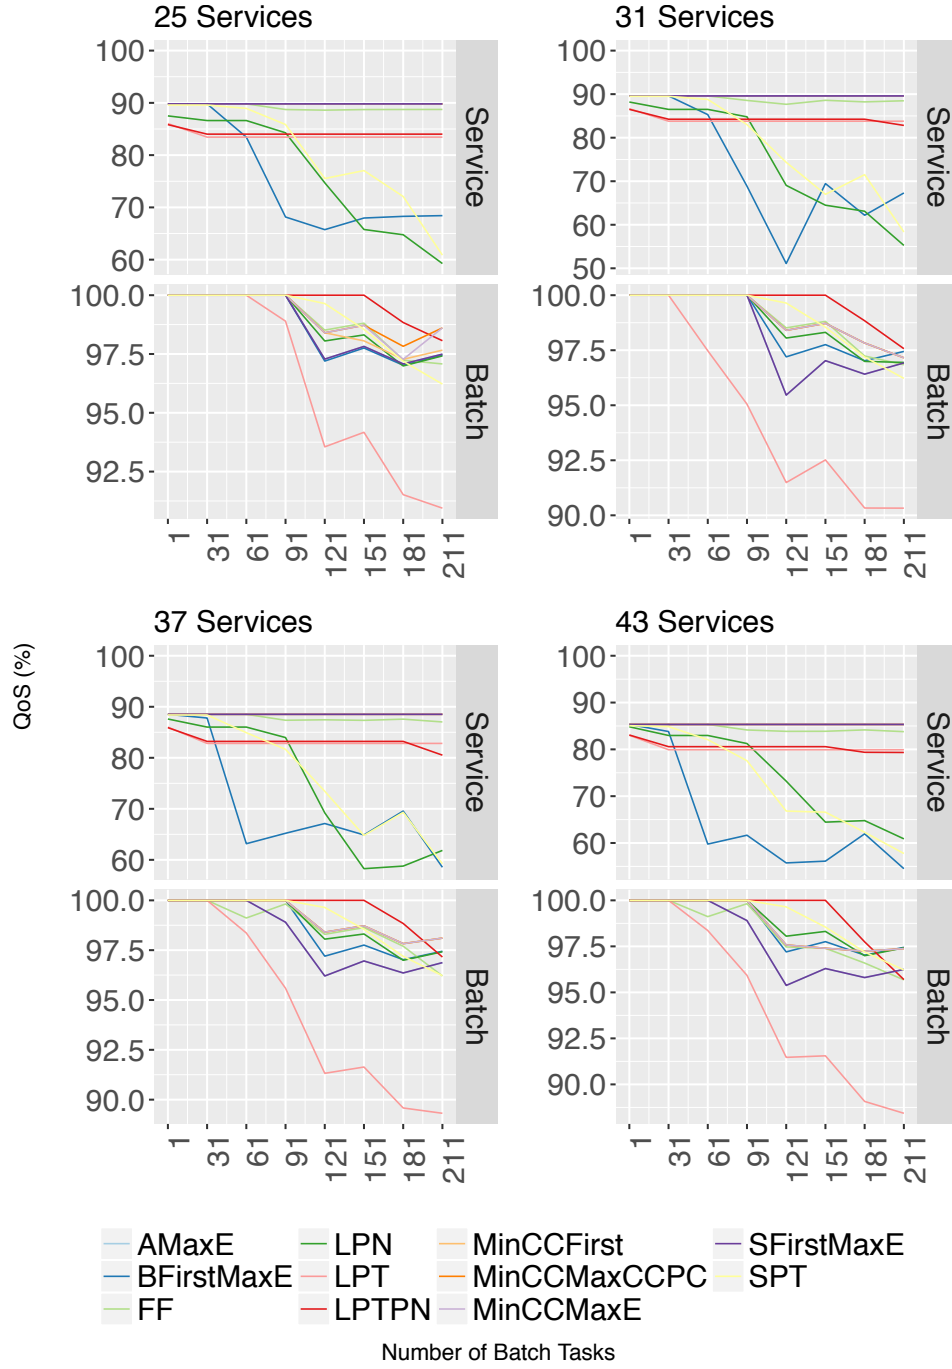 25 Services
31 Services
100
90
80
70
60
Service
100
90
80
70
60
50
Service
100.0
97.5
95.0
92.5
Batch
100.0
97.5
95.0
92.5
90.0
Batch
1
31
61
91
121
151
181
211
1
31
61
91
121
151
181
211
QoS (%)
37 Services
43 Services
100
90
80
70
60
Service
100
90
80
70
60
Service
100.0
97.5
95.0
92.5
90.0
Batch
100.0
97.5
95.0
92.5
90.0
Batch
1
31
61
91
121
151
181
211
1
31
61
91
121
151
181
211
AMaxE
LPN
MinCCFirst
SFirstMaxE
BFirstMaxE
LPT
MinCCMaxCCPC
SPT
FF
LPTPN
MinCCMaxE
Number of Batch Tasks